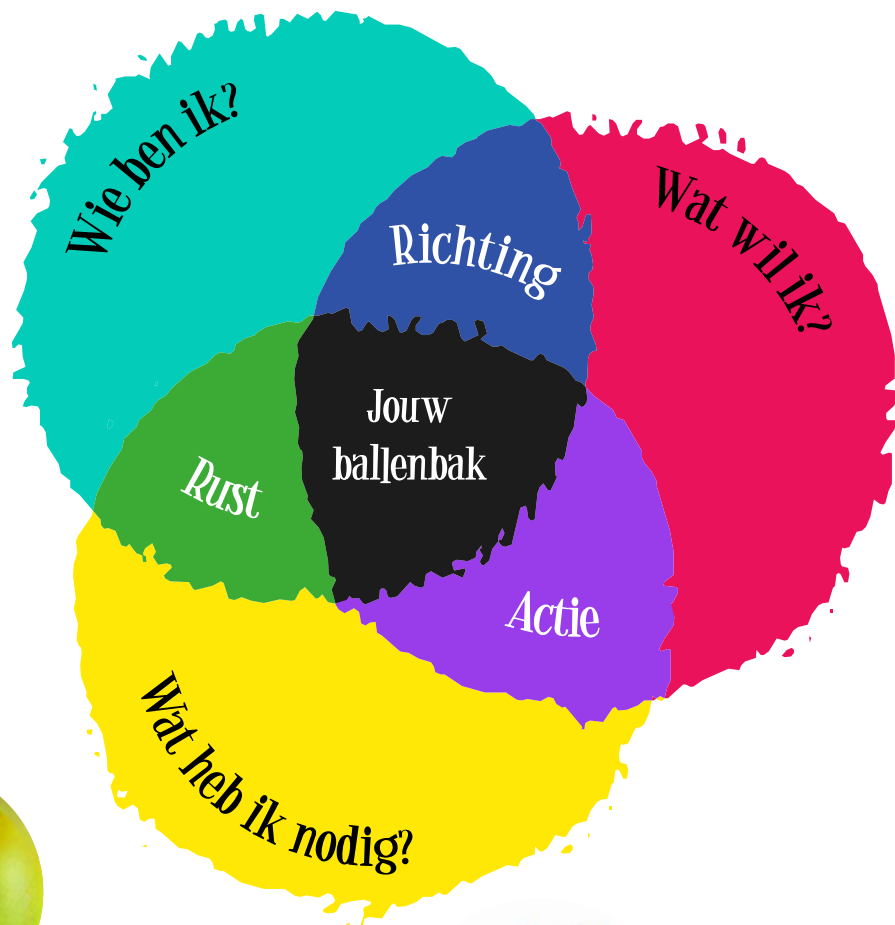 Wie ben ik?
Wat wil ik?
Richting
Jouw
ballenbak
Rust
Actie
Wat heb ik nodig?